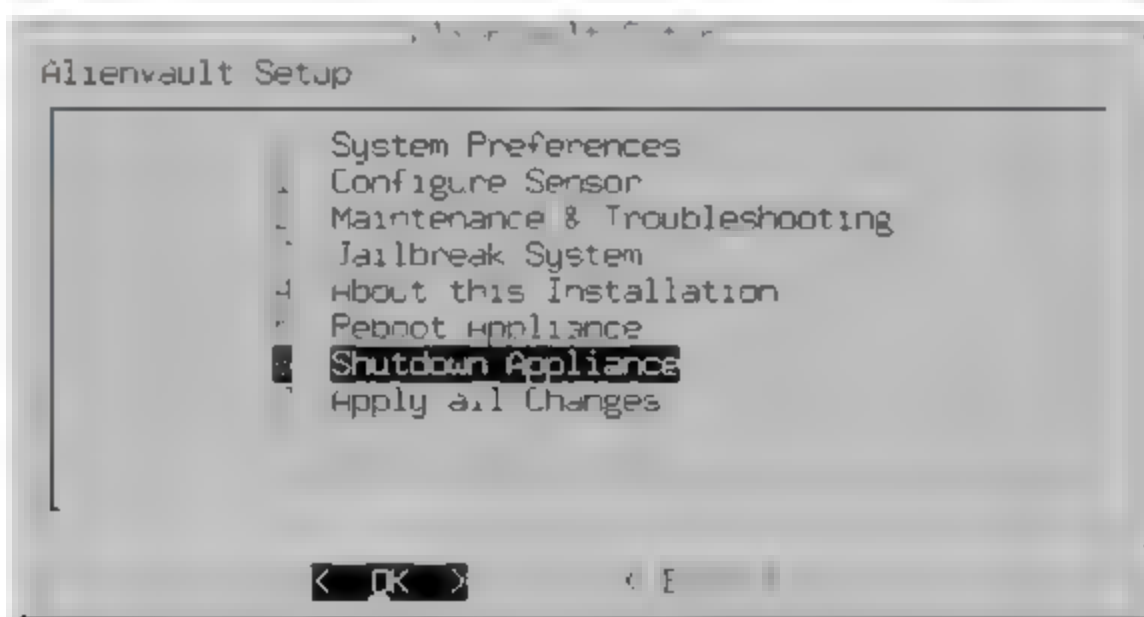 Alienvault Setup
System Preferences
Configure Sensor
Maintenance & Troubleshooting
Jailbreak System
About this Installation
Reboot Appliance
Shutdown Appliance
Apply all Changes
< OK >